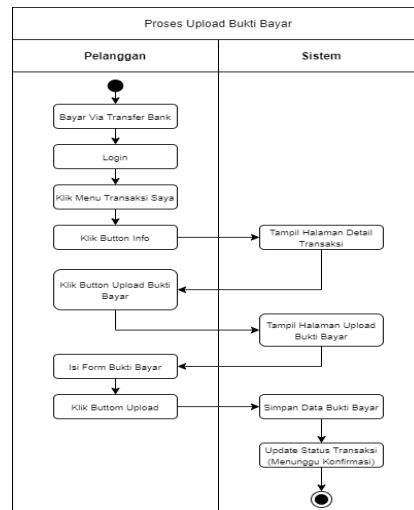 Proses Upload Bukti Bayar
Pelanggan
Sistem
Bayar Via Transfer Bank
Login
Klik Menu Transaksi Saya
Klik Button Info
Tampil Halaman Detail
Transaksi
Klik Button Upload Bukti
Bayar
Tampil Halaman Upload
Bukti Bayar
Isi Form Bukti Bayar
Klik Buttom Upload
Simpan Data Bukti Bayar
Update Status Transaksi
(Menunggu Konfirmasi)